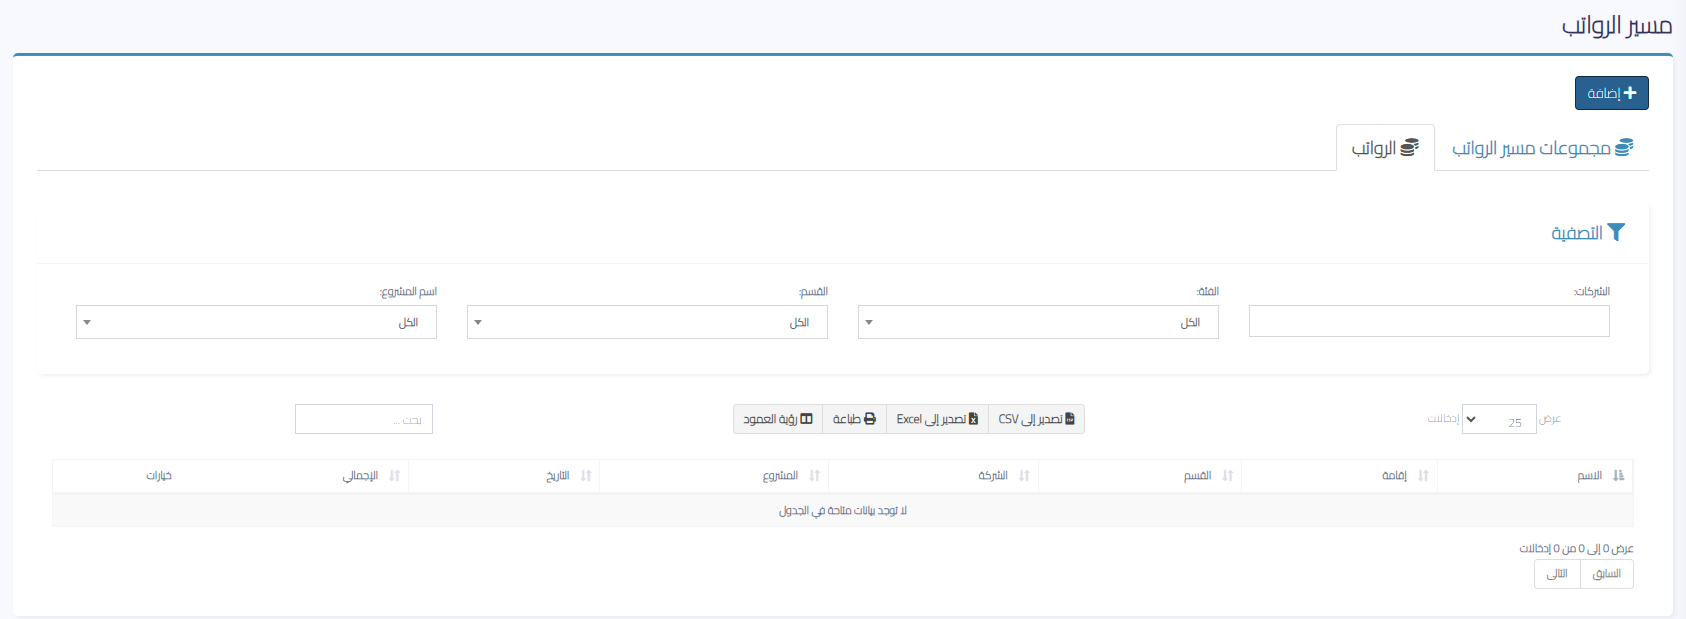 مسير الرواتب
إضافة
مجموعات مسير الرواتب
الرواتب
التصفية
الشركات:
الفئة:
القسم:
اسم المشروع:
الكل
الكل
الكل
عرض 25 إدخالات
تصدير إلى CSV
تصدير إلى Excel
طباعة
رؤية العمود
بحث ...
الاسم
إقامة
القسم
الشركة
المشروع
التاريخ
الإجمالي
خيارات
لا توجد بيانات متاحة في الجدول
عرض 0 إلى 0 من 0 إدخالات
السابق
التالى